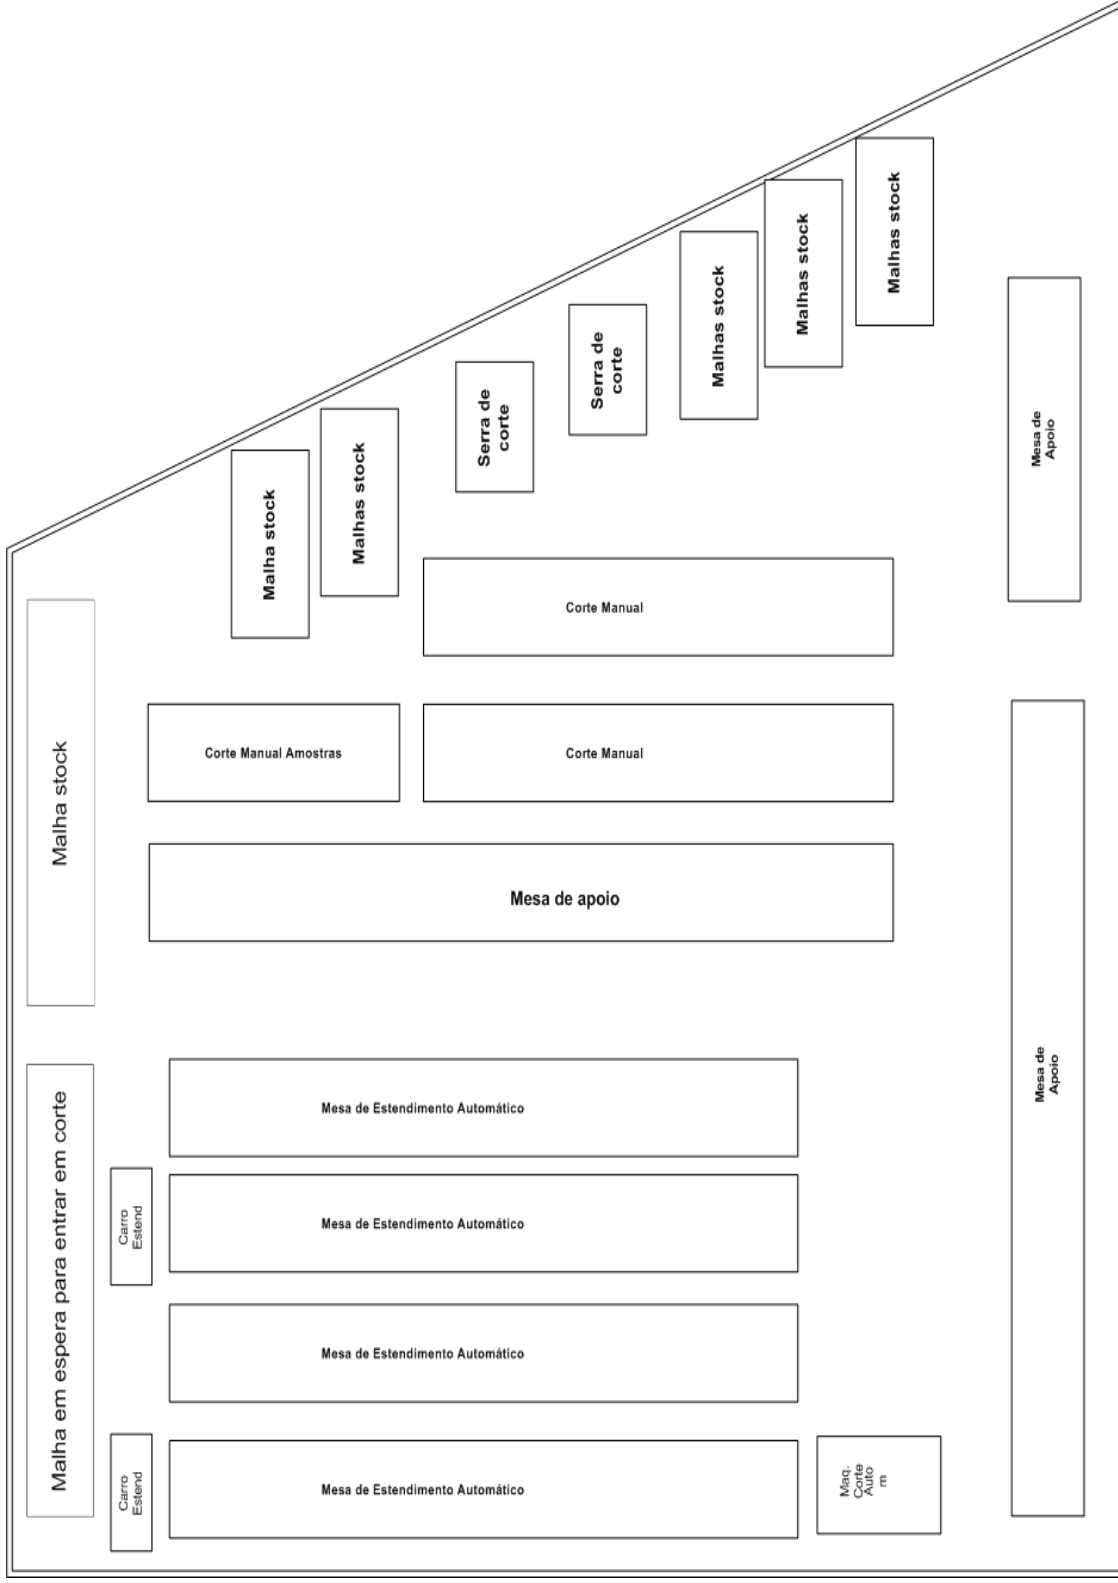 Malhas stock
Malhas stock
Malhas stock
Serra de
corte
Serra de
corte
Malhas stock
Malha stock
Mesa de
Apoio
Corte Manual
Malha stock
Corte Manual Amostras
Corte Manual
Mesa de apoio
Mesa de
Apoio
Malha em espera para entrar em corte
Mesa de Estendimento Automático
Carro
Estend
Mesa de Estendimento Automático
Mesa de Estendimento Automático
Carro
Estend
Mesa de Estendimento Automático
Maq.
Corte
Auto
m